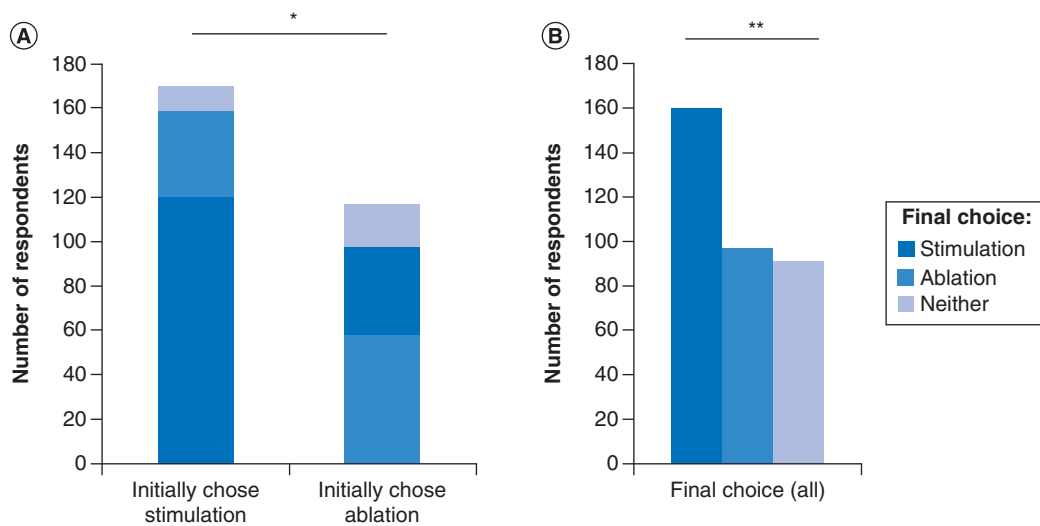 A
*
Number of respondents
180
160
140
120
100
80
60
40
20
0
Initially chose
stimulation
Initially chose
ablation
B
**
Number of respondents
180
160
140
120
100
80
60
40
20
0
Final choice (all)
Final choice:
Stimulation
Ablation
Neither